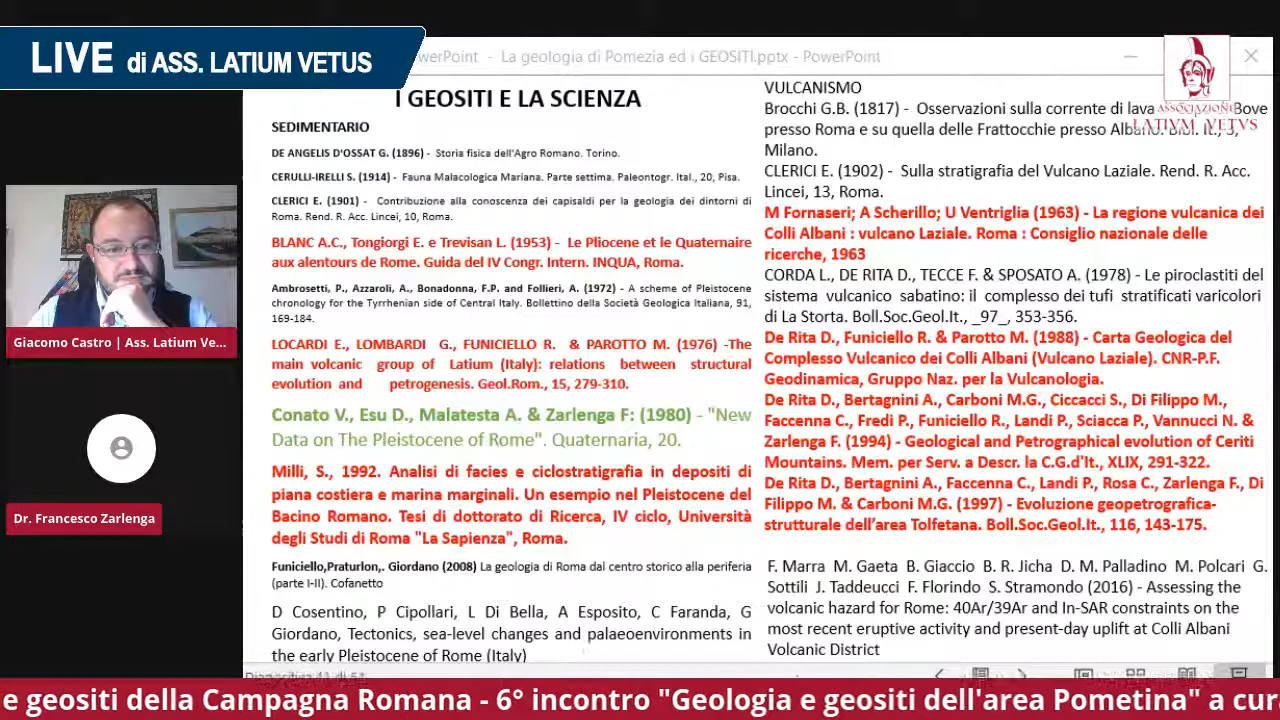 LIVE di ASS. LATIUM VETUS
werPoint - La geologia di Pomezia ed i GEOSITI.pptx - PowerPoint
ASSOCIAZIONE
LATIVM VETVS
I GEOSITI E LA SCIENZA
SEDIMENTARIO
DE ANGELIS D'OSSAT G. (1896) - Storia fisica dell'Agro Romano. Torino.
CERULLI-IRELLI S. (1914) - Fauna Malacologica Mariana. Parte settima. Paleontogr. Ital., 20, Pisa.
CLERICI E. (1901) - Contribuzione alla conoscenza dei capisaldi per la geologia dei dintorni di
Roma. Rend. R. Acc. Lincei, 10, Roma.
BLANC A.C., Tongiorgi E. e Trevisan L. (1953) - Le Pliocene et le Quaternaire
aux alentours de Rome. Guida del IV Congr. Intern. INQUA, Roma.
Ambrosetti, P., Azzaroli, A., Bonadonna, F.P. and Follieri, A. (1972) - A scheme of Pleistocene
chronology for the Tyrrhenian side of Central Italy. Bollettino della Società Geologica Italiana, 91,
169-184.
LOCARDI E., LOMBARDI G., FUNICIELLO R. & PAROTTO M. (1976) -The
main volcanic group of Latium (Italy): relations between structural
evolution and petrogenesis. Geol.Rom., 15, 279-310.
Conato V., Esu D., Malatesta A. & Zarlenga F: (1980) - "New
Data on The Pleistocene of Rome". Quaternaria, 20.
Milli, S., 1992. Analisi di facies e ciclostratigrafia in depositi di
piana costiera e marina marginali. Un esempio nel Pleistocene del
Bacino Romano. Tesi di dottorato di Ricerca, IV ciclo, Università
degli Studi di Roma "La Sapienza", Roma.
Funiciello,Praturlon,. Giordano (2008) La geologia di Roma dal centro storico alla periferia
(parte I-II). Cofanetto
D Cosentino, P Cipollari, L Di Bella, A Esposito, C Faranda, G
Giordano, Tectonics, sea-level changes and palaeoenvironments in
the early Pleistocene of Rome (Italy)
VULCANISMO
Brocchi G.B. (1817) - Osservazioni sulla corrente di lava Capo Bove
presso Roma e su quella delle Frattocchie presso Albano. Bibl. It.,
Milano.
CLERICI E. (1902) - Sulla stratigrafia del Vulcano Laziale. Rend. R. Acc.
Lincei, 13, Roma.
M Fornaseri; A Scherillo; U Ventriglia (1963) - La regione vulcanica dei
Colli Albani : vulcano Laziale. Roma : Consiglio nazionale delle
ricerche, 1963
CORDA L., DE RITA D., TECCE F. & SPOSATO A. (1978) - Le piroclastiti del
sistema vulcanico sabatino: il complesso dei tufi stratificati varicolori
di La Storta. Boll.Soc.Geol.It., _97_, 353-356.
De Rita D., Funiciello R. & Parotto M. (1988) - Carta Geologica del
Complesso Vulcanico dei Colli Albani (Vulcano Laziale). CNR-P.F.
Geodinamica, Gruppo Naz. per la Vulcanologia.
De Rita D., Bertagnini A., Carboni M.G., Ciccacci S., Di Filippo M.,
Faccenna C., Fredi P., Funiciello R., Landi P., Sciacca P., Vannucci N. &
Zarlenga F. (1994) - Geological and Petrographical evolution of Ceriti
Mountains. Mem. per Serv. a Descr. la C.G.d'It., XLIX, 291-322.
De Rita D., Bertagnini A., Faccenna C., Landi P., Rosa C., Zarlenga F., Di
Filippo M. & Carboni M.G. (1997) - Evoluzione geopetrografica-
strutturale dell'area Tolfetana. Boll.Soc.Geol.It., 116, 143-175.
F. Marra M. Gaeta B. Giaccio B. R. Jicha D. M. Palladino M. Polcari G.
Sottili J. Taddeucci F. Florindo S. Stramondo (2016) - Assessing the
volcanic hazard for Rome: 40Ar/39Ar and In-SAR constraints on the
most recent eruptive activity and present-day uplift at Colli Albani
Volcanic District
Giacomo Castro | Ass. Latium Ve...
Dr. Francesco Zarlenga
e geositi della Campagna Romana - 6° incontro "Geologia e geositi dell'area Pometina" a cura